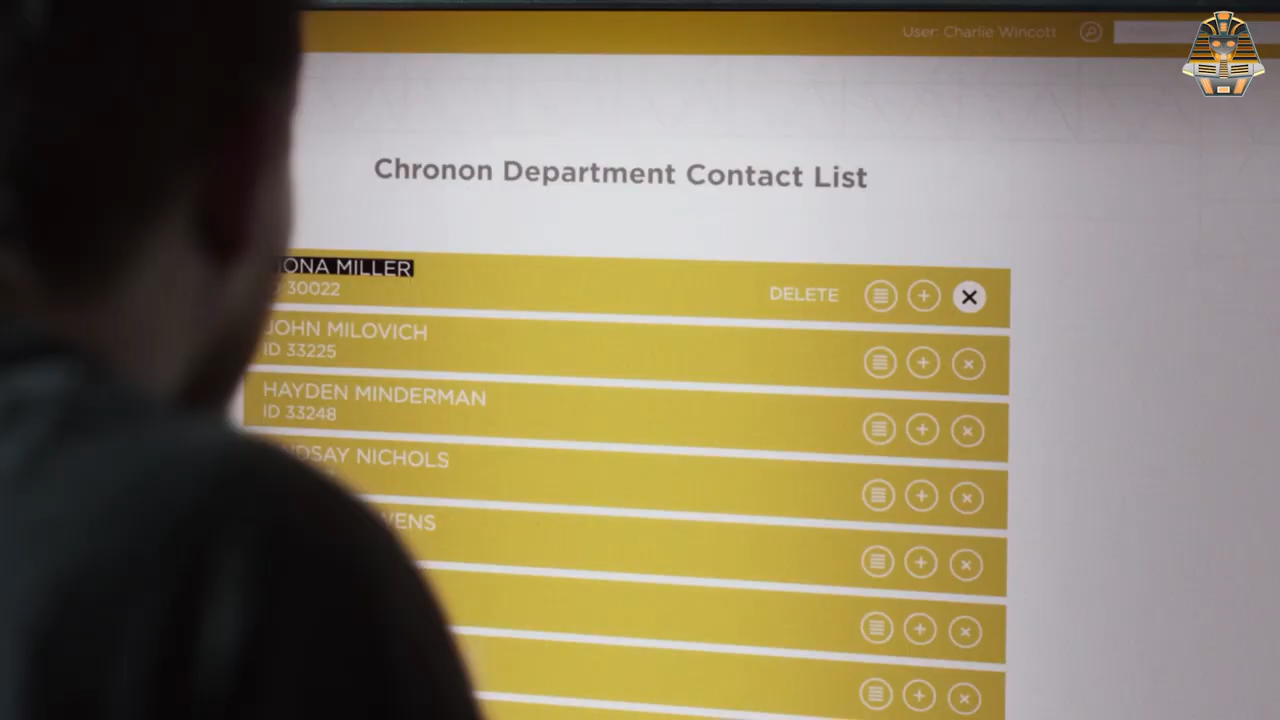 User: Charlie Wincott
Chronon Department Contact List
ONA MILLER
30022
DELETE
JOHN MILOVICH
ID 33225
HAYDEN MINDERMAN
ID 33248
DSAY NICHOLS
VENS